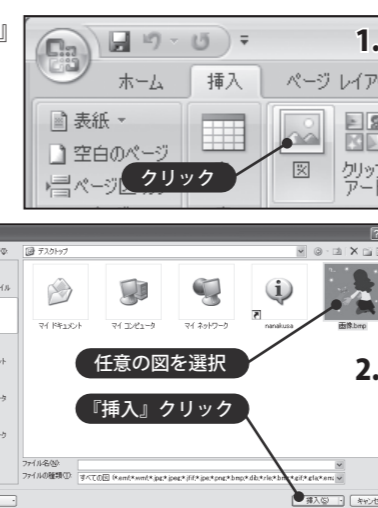 』
1.
ホーム 挿入 ページ レイア
表紙
空白のページ
ページ
クリック
図
クリップ
アート
デスクトップ
マイ ドキュメント マイ コンピュータ マイ ネットワーク nanakusa 画像.bmp
任意の図を選択
2.
『挿入』クリック
ファイル名(N):
ファイルの種類(T): すべての図
挿入(S) キャンセ